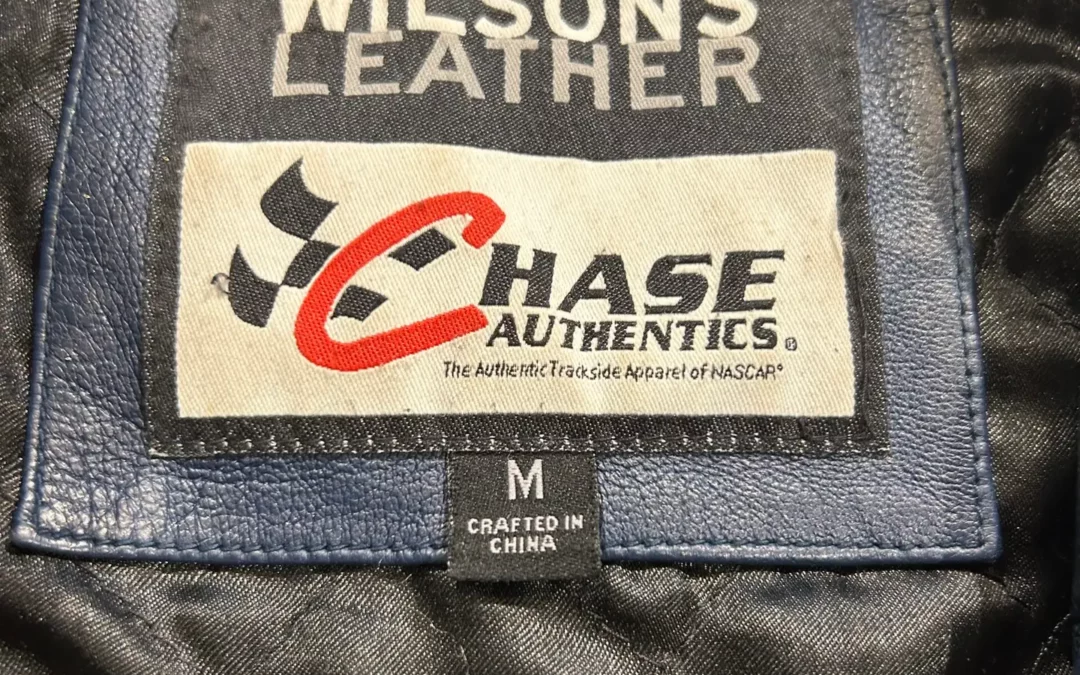 WILSONS
LEATHER
CHASE
AUTHENTICS®
The Authentic Trackside Apparel of NASCAR®
M
CRAFTED IN
CHINA